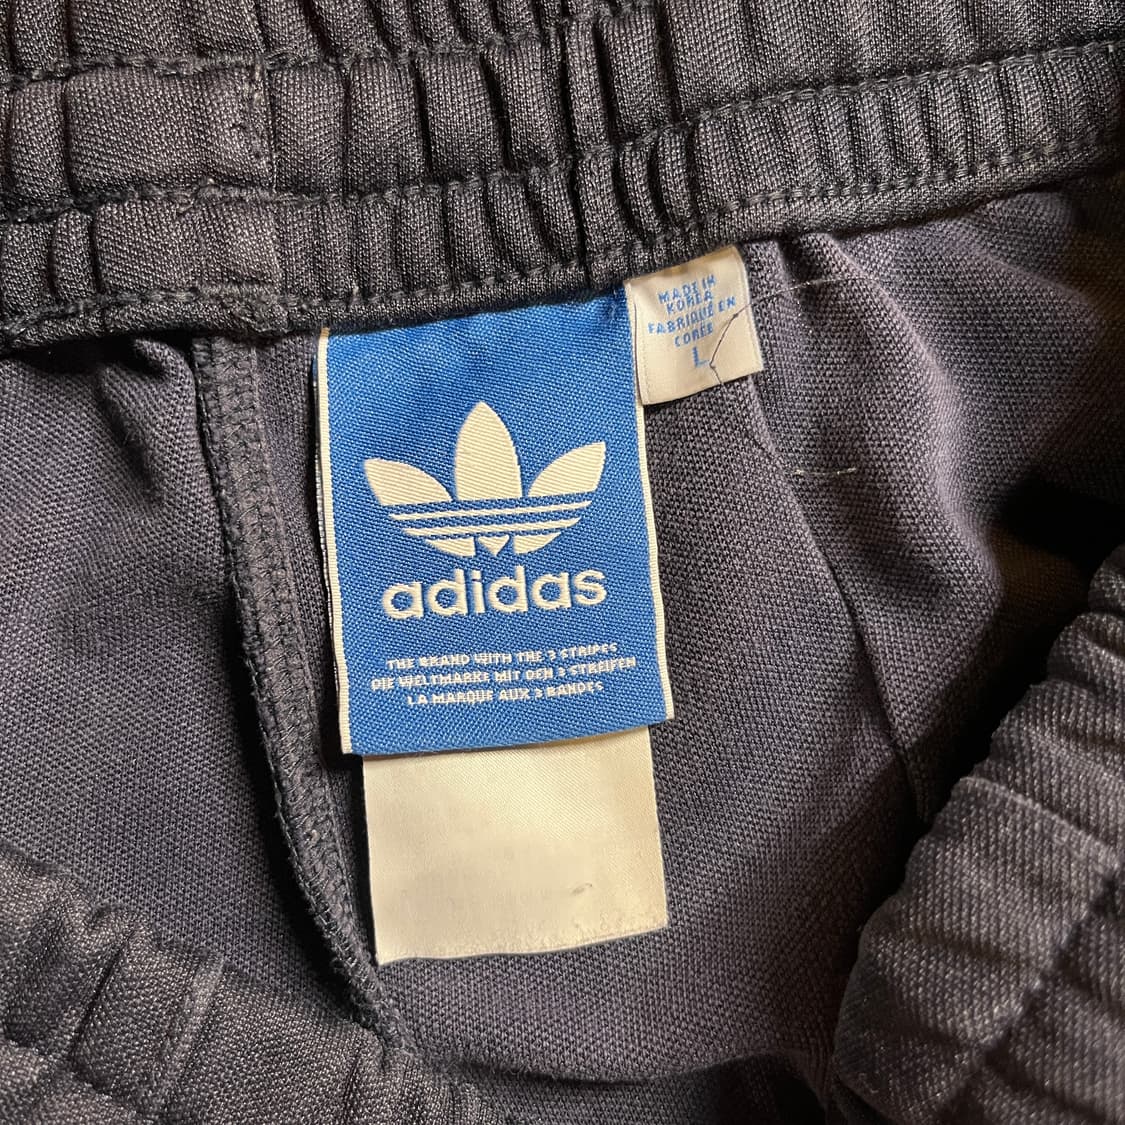 MADE IN
KOREA
FABRIQUÉ EN
CORÉE
L
adidas
THE BRAND WITH THE 3 STRIPES
DIE WELTMARKE MIT DEN 3 STREIFEN
LA MARQUE AUX 3 BANDES